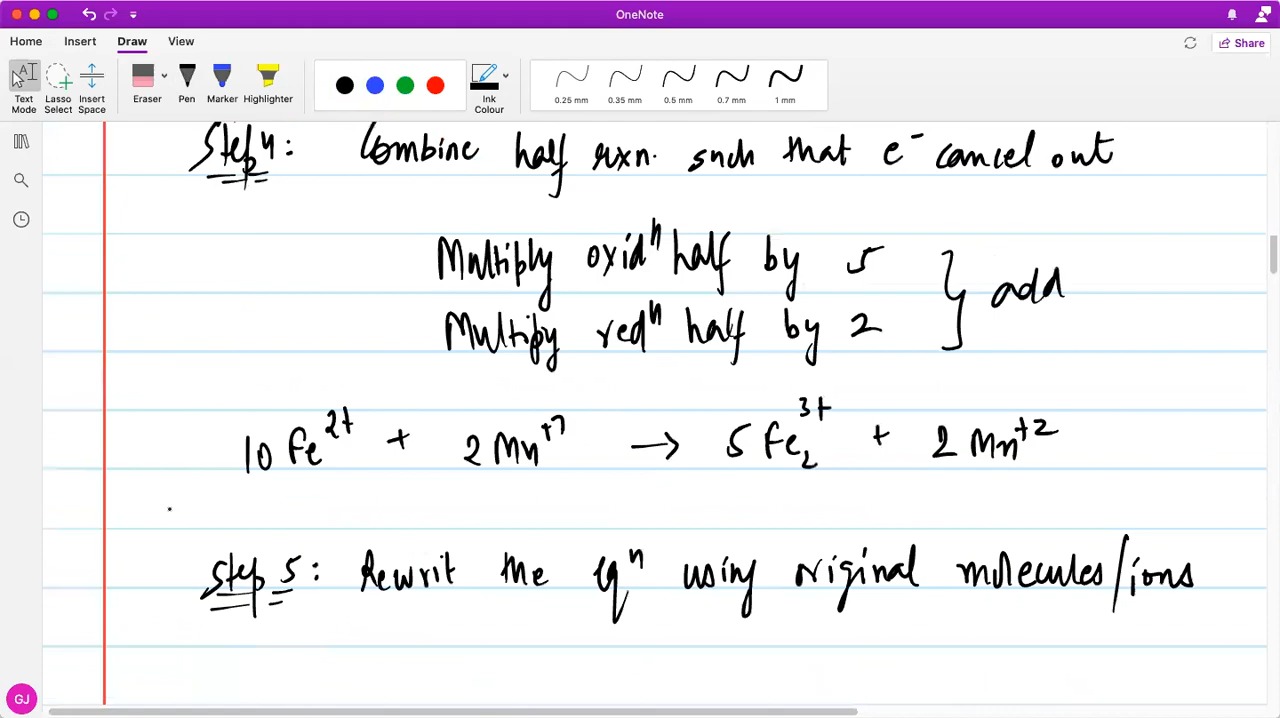 OneNote
Home Insert Draw View
Share
Text Mode
Lasso Select
Insert Space
Eraser
Pen
Marker
Highlighter
Ink Colour
0.25 mm 0.35 mm 0.5 mm 0.7 mm 1 mm
Step 4: Combine half rxn. such that e⁻ cancel out
Multiply oxidⁿ half by 5
Multiply redⁿ half by 2 } add
10 Fe²⁺ + 2 Mn⁺⁷ → 5 Fe₂³⁺ + 2 Mn⁺²
Step 5: Rewrit the eqⁿ using original molecules/ions
GJ